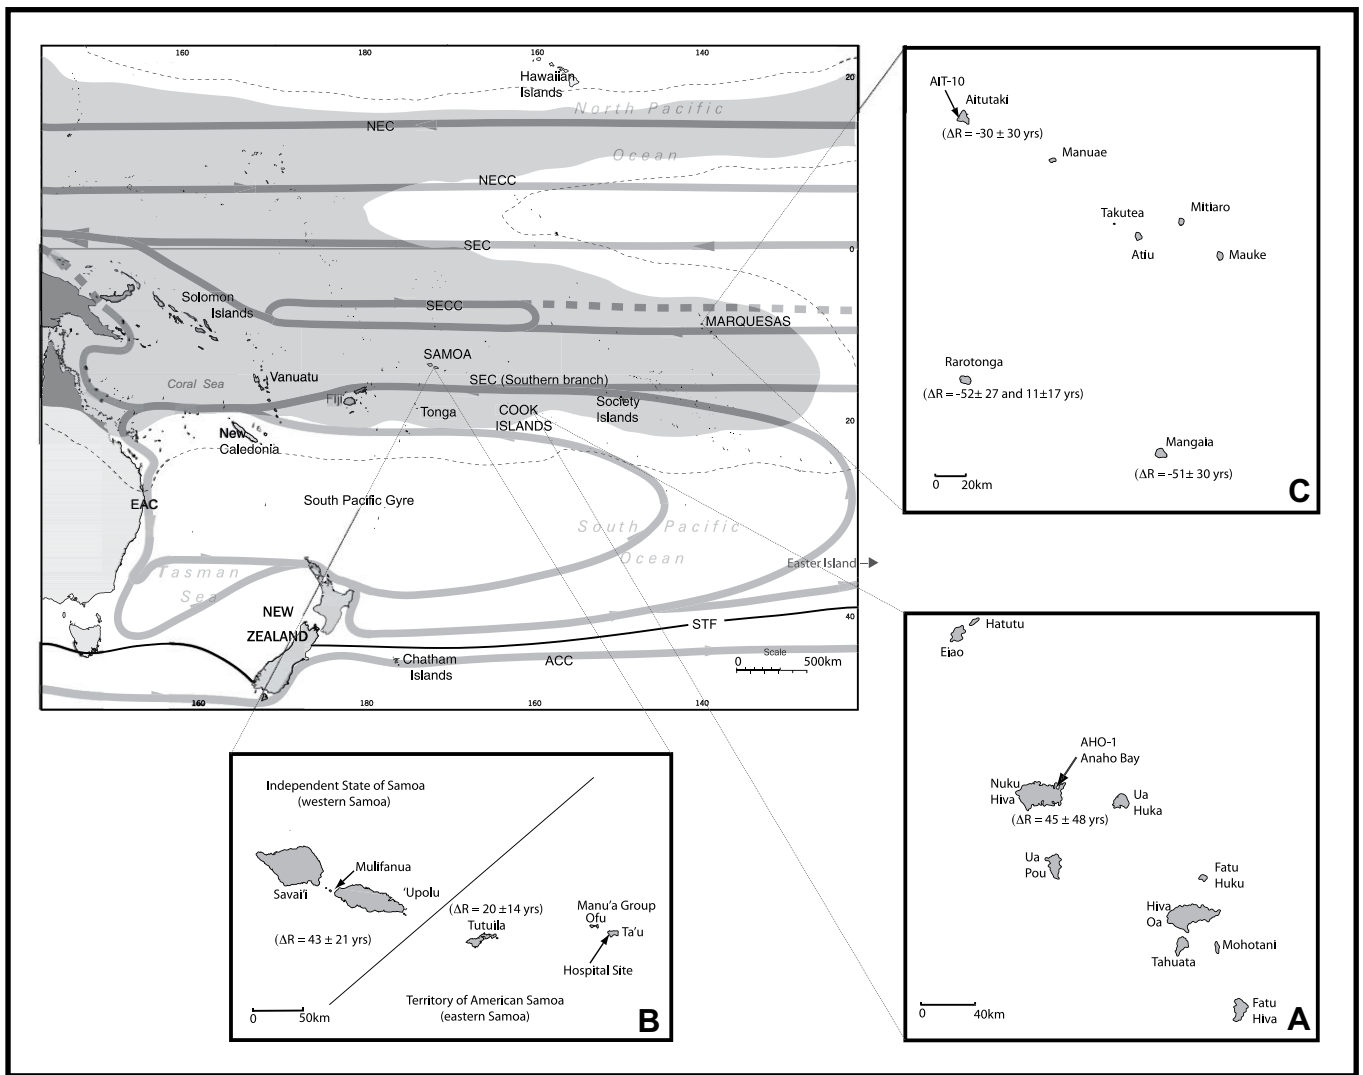 160
180
160
140
Hawaiian
Islands
20
North Pacific
Ocean
NEC
NECC
SEC
0
Solomon
Islands
SECC
MARQUESAS
SAMOA
Coral Sea
Vanuatu
SEC (Southern branch)
Fiji
Tonga
COOK
ISLANDS
Society
Islands
20
New
Caledonia
EAC
South Pacific Gyre
South Pacific
Ocean
Tasman
Sea
Easter Island
NEW
ZEALAND
STF
40
Chatham
Islands
ACC
Scale
0 500km
160
180
160
140
AIT-10
Aitutaki
(ΔR = -30 ± 30 yrs)
Manuae
Takutea
Mitiaro
Atiu
Mauke
Rarotonga
(ΔR = -52± 27 and 11±17 yrs)
Mangaia
(ΔR = -51± 30 yrs)
0 20km
C
Hatutu
Eiao
AHO-1
Anaho Bay
Nuku
Hiva
(ΔR = 45 ± 48 yrs)
Ua
Huka
Ua
Pou
Fatu
Huku
Hiva
Oa
Mohotani
Tahuata
Fatu
Hiva
0 40km
A
Independent State of Samoa
(western Samoa)
Mulifanua
Savai'i
'Upolu
(ΔR = 43 ± 21 yrs)
(ΔR = 20 ±14 yrs)
Tutuila
Manu'a Group
Ofu
Ta'u
Hospital Site
Territory of American Samoa
(eastern Samoa)
0 50km
B